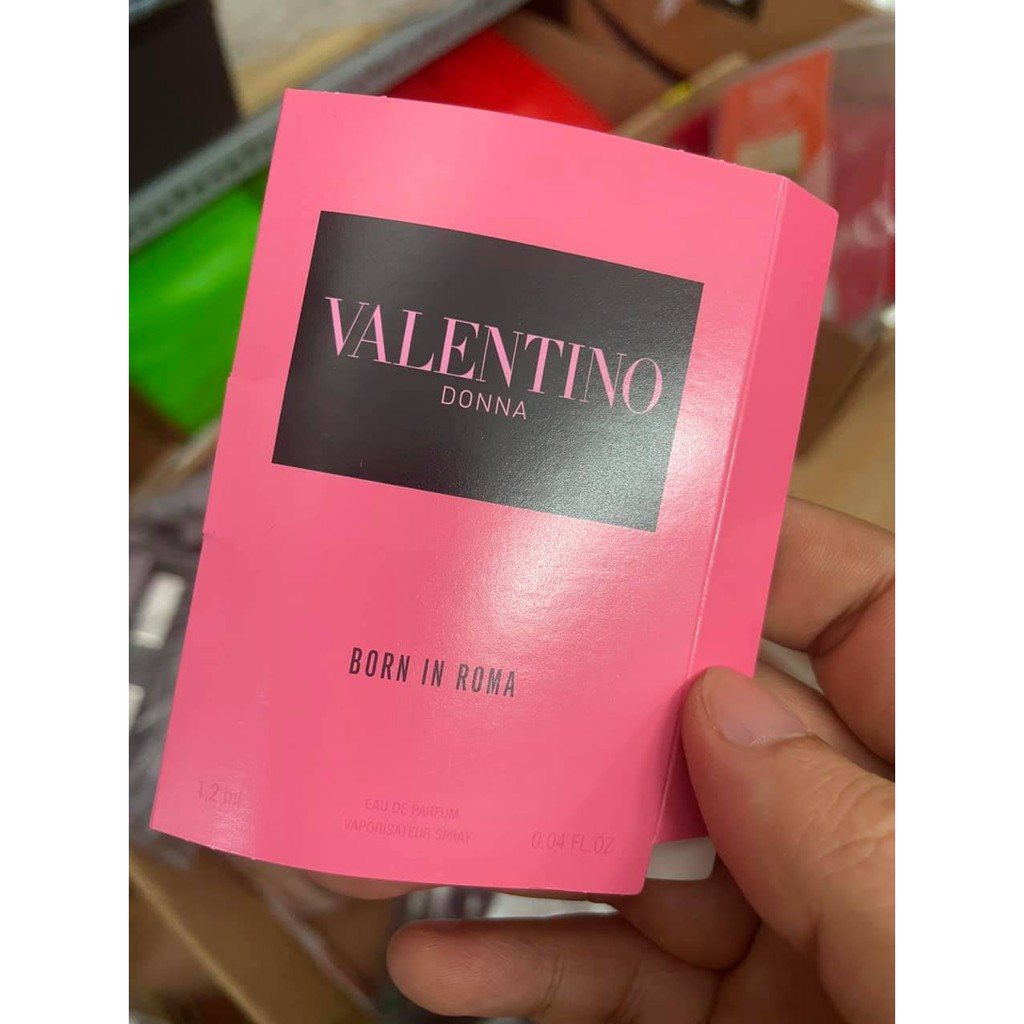 VALENTINO
DONNA
BORN IN ROMA
1,2 ml
EAU DE PARFUM
VAPORISATEUR SPRAY
0.04 FL.OZ